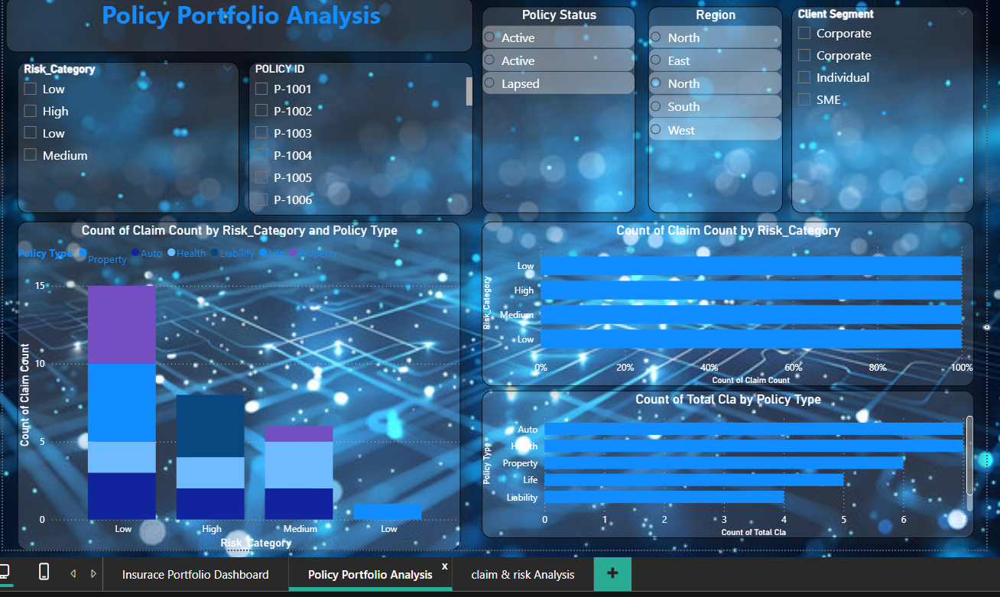 Policy Portfolio Analysis
Risk_Category
Low
High
Low
Medium
POLICY ID
P-1001
P-1002
P-1003
P-1004
P-1005
P-1006
Policy Status
Active
Active
Lapsed
Region
North
East
North
South
West
Client Segment
Corporate
Corporate
Individual
SME
Count of Claim Count by Risk_Category and Policy Type
Policy Type
Property
Auto
Health
Liability
Life
Property
Count of Claim Count
15
10
5
0
Low
High
Medium
Low
Risk_Category
Count of Claim Count by Risk_Category
Risk_Category
Low
High
Medium
Low
0%
20%
40%
60%
80%
100%
Count of Claim Count
Count of Total Cla by Policy Type
Policy Type
Auto
Health
Property
Life
Liability
0
1
2
3
4
5
6
7
Count of Total Cla
Insurace Portfolio Dashboard
Policy Portfolio Analysis
x
claim & risk Analysis
+